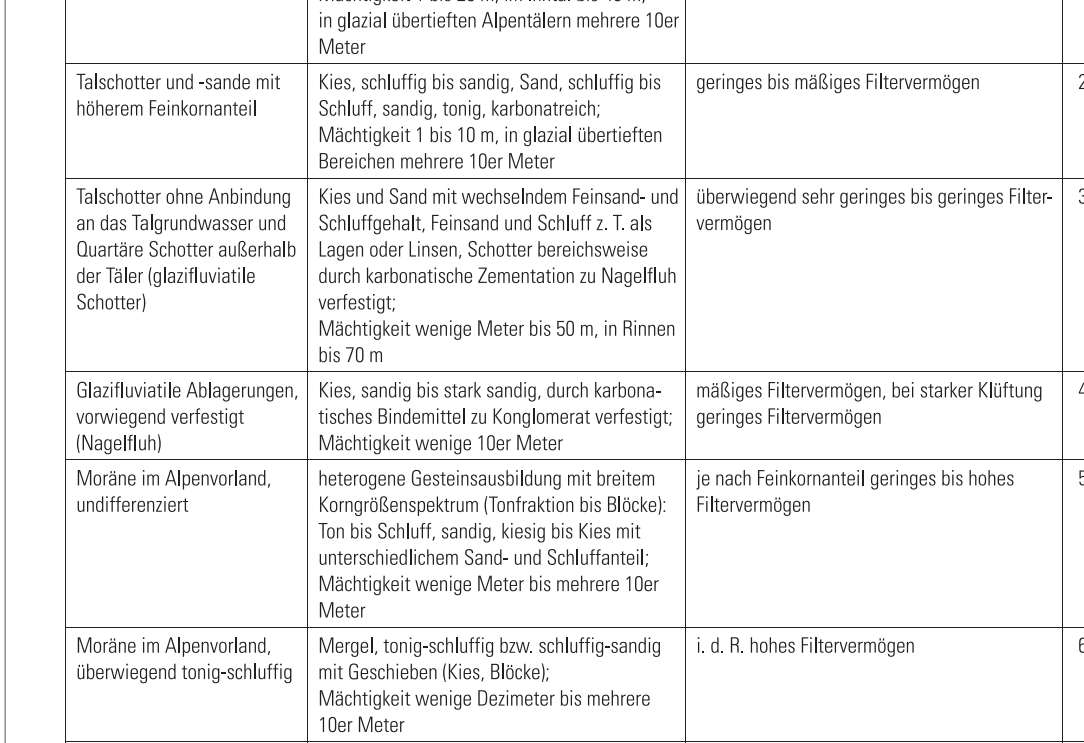 in glazial übertieften Alpentälern mehrere 10er
Meter
Talschotter und -sande mit
höherem Feinkornanteil
Kies, schluffig bis sandig, Sand, schluffig bis
Schluff, sandig, tonig, karbonatreich;
Mächtigkeit 1 bis 10 m, in glazial übertieften
Bereichen mehrere 10er Meter
geringes bis mäßiges Filtervermögen
2
Talschotter ohne Anbindung
an das Talgrundwasser und
Quartäre Schotter außerhalb
der Täler (glazifluviatile
Schotter)
Kies und Sand mit wechselndem Feinsand- und
Schluffgehalt, Feinsand und Schluff z. T. als
Lagen oder Linsen, Schotter bereichsweise
durch karbonatische Zementation zu Nagelfluh
verfestigt;
Mächtigkeit wenige Meter bis 50 m, in Rinnen
bis 70 m
überwiegend sehr geringes bis geringes Filter-
vermögen
3
Glazifluviatile Ablagerungen,
vorwiegend verfestigt
(Nagelfluh)
Kies, sandig bis stark sandig, durch karbona-
tisches Bindemittel zu Konglomerat verfestigt;
Mächtigkeit wenige 10er Meter
mäßiges Filtervermögen, bei starker Klüftung
geringes Filtervermögen
4
Moräne im Alpenvorland,
undifferenziert
heterogene Gesteinsausbildung mit breitem
Korngrößenspektrum (Tonfraktion bis Blöcke):
Ton bis Schluff, sandig, kiesig bis Kies mit
unterschiedlichem Sand- und Schluffanteil;
Mächtigkeit wenige Meter bis mehrere 10er
Meter
je nach Feinkornanteil geringes bis hohes
Filtervermögen
5
Moräne im Alpenvorland,
überwiegend tonig-schluffig
Mergel, tonig-schluffig bzw. schluffig-sandig
mit Geschieben (Kies, Blöcke);
Mächtigkeit wenige Dezimeter bis mehrere
10er Meter
i. d. R. hohes Filtervermögen
6